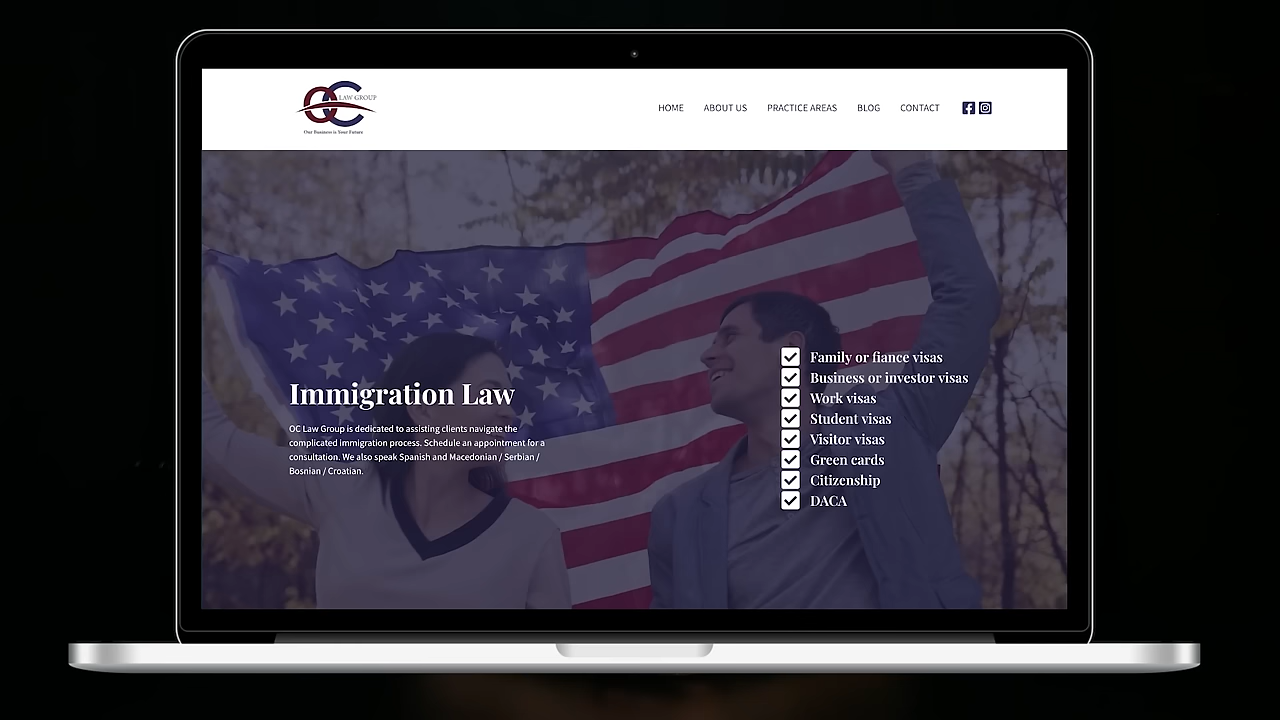 LAW GROUP
Our Business is Your Future
HOME
ABOUT US
PRACTICE AREAS
BLOG
CONTACT
Immigration Law
OC Law Group is dedicated to assisting clients navigate the
complicated immigration process. Schedule an appointment for a
consultation. We also speak Spanish and Macedonian / Serbian /
Bosnian / Croatian.
Family or fiance visas
Business or investor visas
Work visas
Student visas
Visitor visas
Green cards
Citizenship
DACA